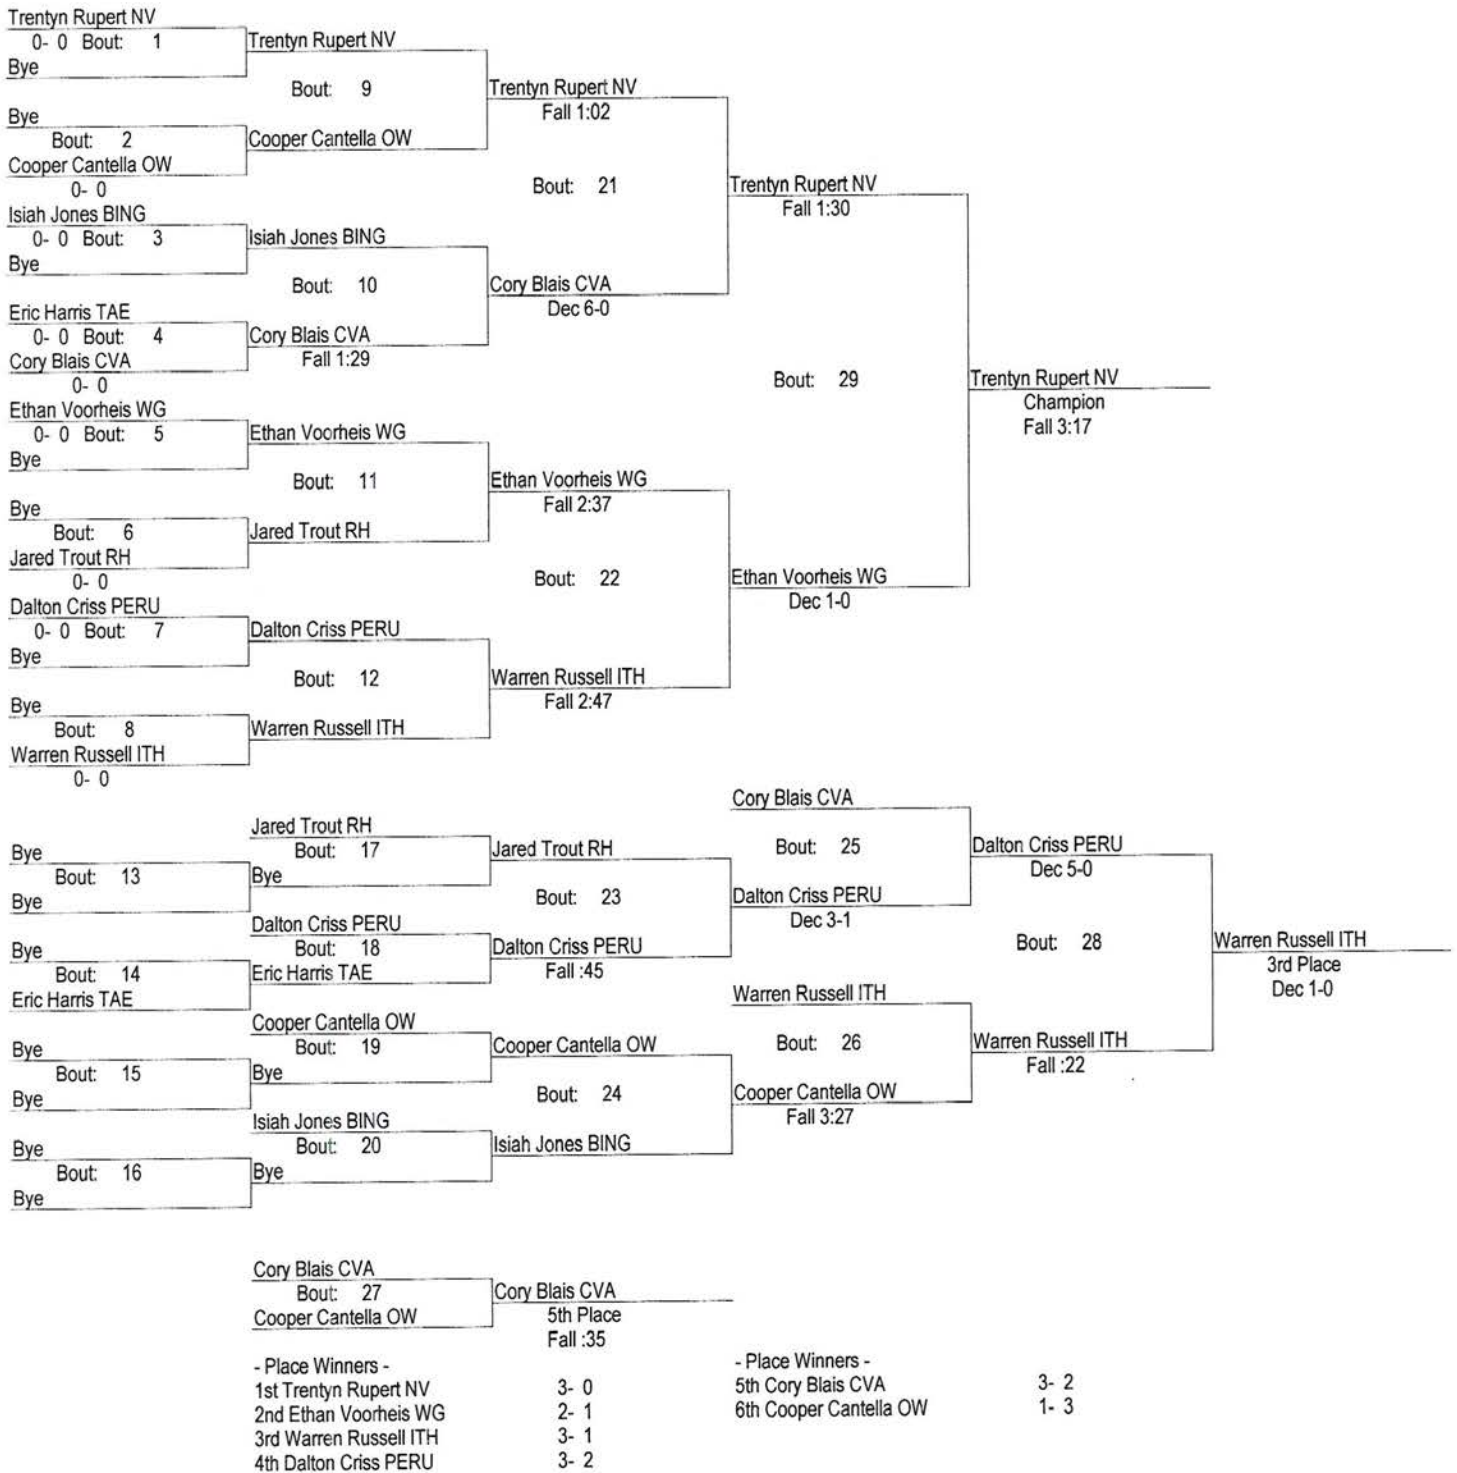 Trentyn Rupert NV
0- 0 Bout: 1
Bye
Trentyn Rupert NV
Bout: 9
Bye
Bout: 2
Cooper Cantella OW
0- 0
Cooper Cantella OW
Trentyn Rupert NV
Fall 1:02
Bout: 21
Isiah Jones BING
0- 0 Bout: 3
Bye
Isiah Jones BING
Bout: 10
Eric Harris TAE
0- 0 Bout: 4
Cory Blais CVA
0- 0
Cory Blais CVA
Fall 1:29
Cory Blais CVA
Dec 6-0
Trentyn Rupert NV
Fall 1:30
Bout: 29
Trentyn Rupert NV
Champion
Fall 3:17
Ethan Voorheis WG
0- 0 Bout: 5
Bye
Ethan Voorheis WG
Bout: 11
Bye
Bout: 6
Jared Trout RH
0- 0
Jared Trout RH
Ethan Voorheis WG
Fall 2:37
Bout: 22
Dalton Criss PERU
0- 0 Bout: 7
Bye
Dalton Criss PERU
Bout: 12
Bye
Bout: 8
Warren Russell ITH
0- 0
Warren Russell ITH
Warren Russell ITH
Fall 2:47
Ethan Voorheis WG
Dec 1-0
Bye
Bout: 13
Bye
Jared Trout RH
Bout: 17
Bye
Jared Trout RH
Bout: 23
Bye
Bout: 14
Eric Harris TAE
Dalton Criss PERU
Bout: 18
Eric Harris TAE
Dalton Criss PERU
Fall :45
Cory Blais CVA
Bout: 25
Dalton Criss PERU
Dec 3-1
Dalton Criss PERU
Dec 5-0
Bout: 28
Warren Russell ITH
3rd Place
Dec 1-0
Bye
Bout: 15
Bye
Cooper Cantella OW
Bout: 19
Bye
Cooper Cantella OW
Bout: 24
Bye
Bout: 16
Bye
Isiah Jones BING
Bout: 20
Bye
Isiah Jones BING
Warren Russell ITH
Bout: 26
Cooper Cantella OW
Fall 3:27
Warren Russell ITH
Fall :22
Cory Blais CVA
Bout: 27
Cooper Cantella OW
Cory Blais CVA
5th Place
Fall :35
- Place Winners -
1st Trentyn Rupert NV 3- 0
2nd Ethan Voorheis WG 2- 1
3rd Warren Russell ITH 3- 1
4th Dalton Criss PERU 3- 2
- Place Winners -
5th Cory Blais CVA 3- 2
6th Cooper Cantella OW 1- 3